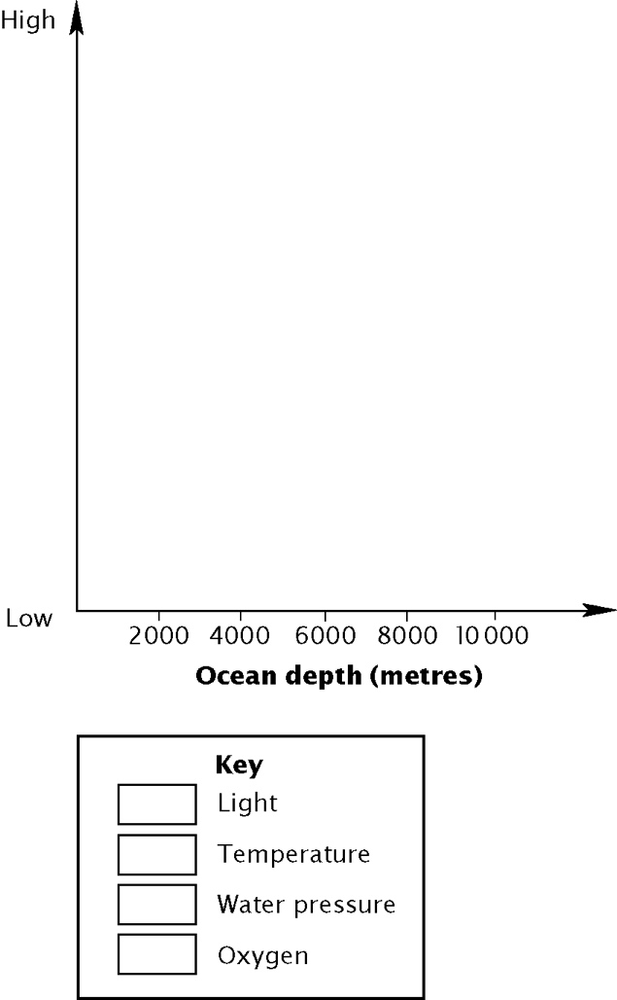 High
Low
2000 4000 6000 8000 10 000
Ocean depth (metres)
Key
Light
Temperature
Water pressure
Oxygen